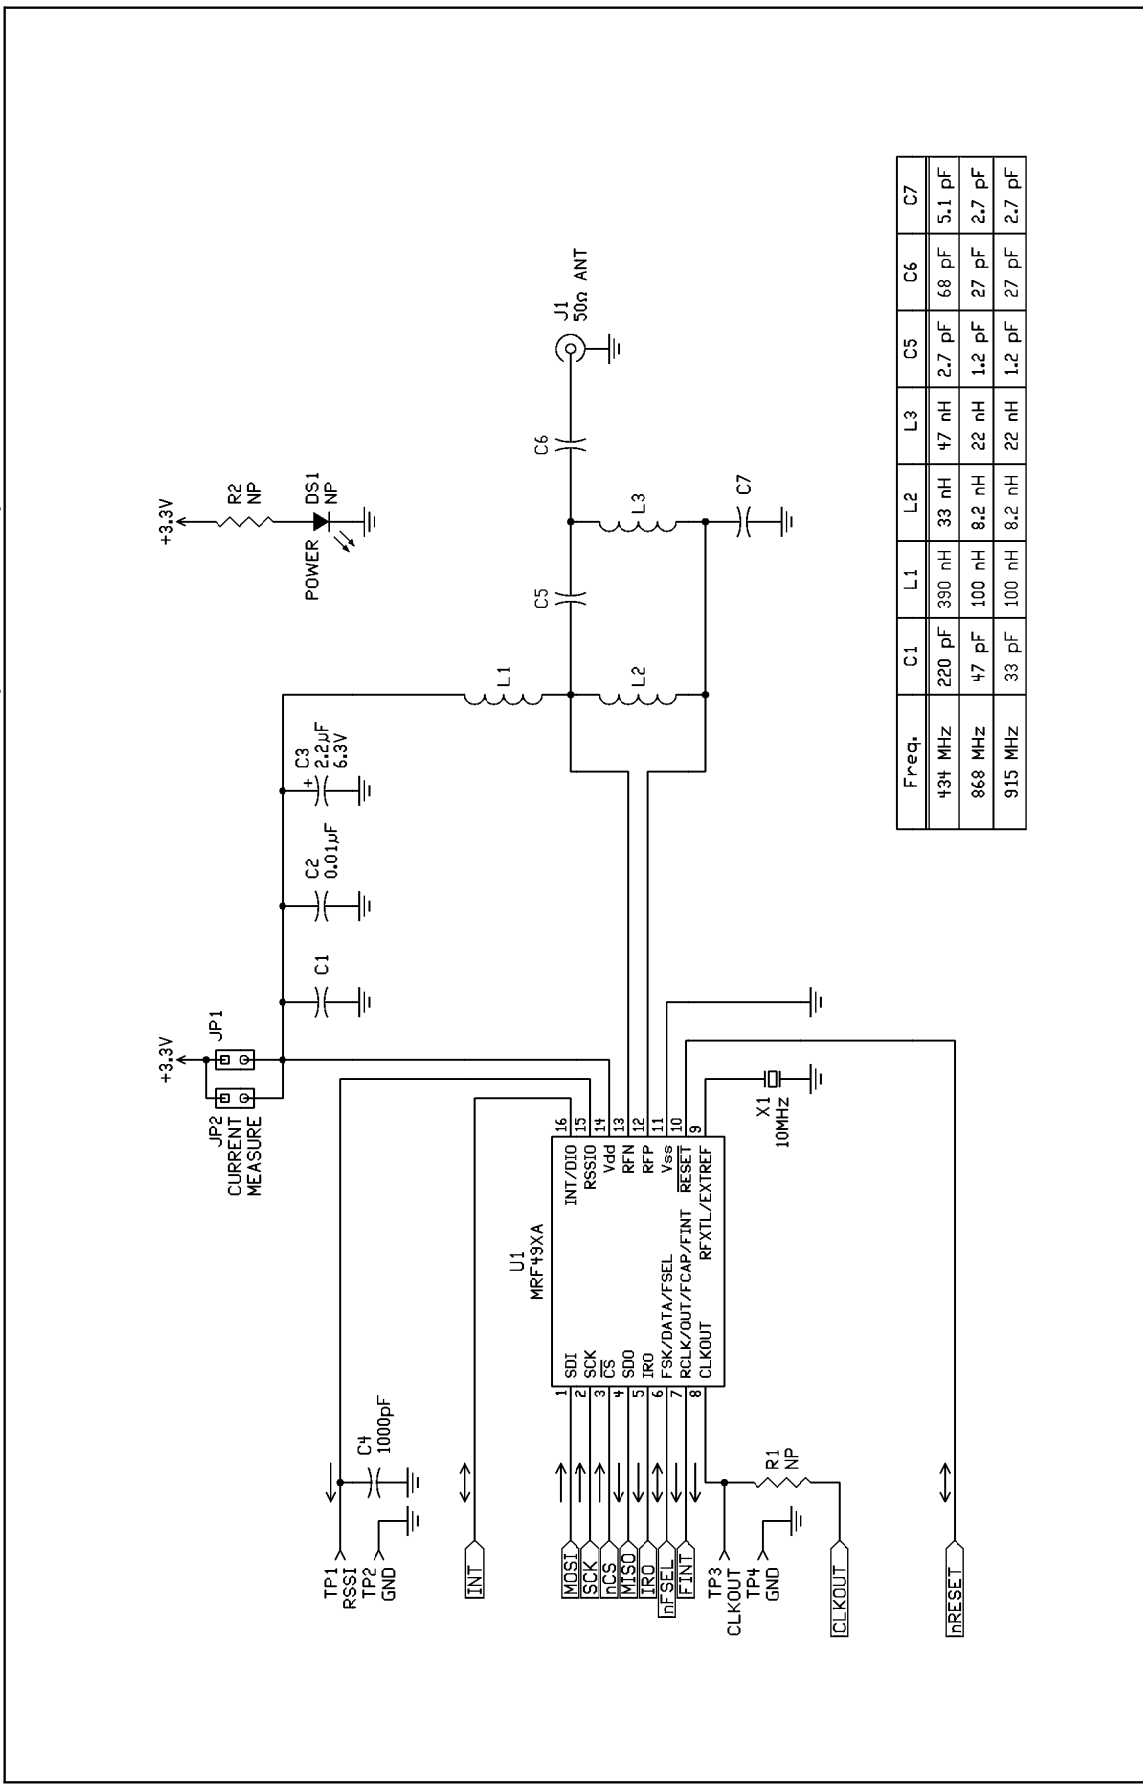 +3.3V
JP2
JP1
CURRENT
MEASURE
C1
C2
0.01µF
C3
+
2.2µF
6.3V
+3.3V
R2
NP
POWER
DS1
NP
TP1
RSSI
TP2
GND
C4
1000pF
INT
U1
MRF49XA
MOSI
SCK
nCS
MISO
IRO
nFSEL
FINT
1 SDI
2 SCK
3 CS
4 SDO
5 IRO
6 FSK/DATA/FSEL
7 RCLK/OUT/FCAP/FINT
8 CLKOUT
INT/DIO 16
RSSIO 15
Vdd 14
RFN 13
RFP 12
Vss 11
RESET 10
RFXTL/EXTREF 9
L1
L2
C5
C6
L3
C7
J1
50Ω ANT
X1
10MHz
TP3
CLKOUT
TP4
GND
R1
NP
CLKOUT
nRESET
Freq. C1 L1 L2 L3 C5 C6 C7
434 MHz 220 pF 390 nH 33 nH 47 nH 2.7 pF 68 pF 5.1 pF
868 MHz 47 pF 100 nH 8.2 nH 22 nH 1.2 pF 27 pF 2.7 pF
915 MHz 33 pF 100 nH 8.2 nH 22 nH 1.2 pF 27 pF 2.7 pF